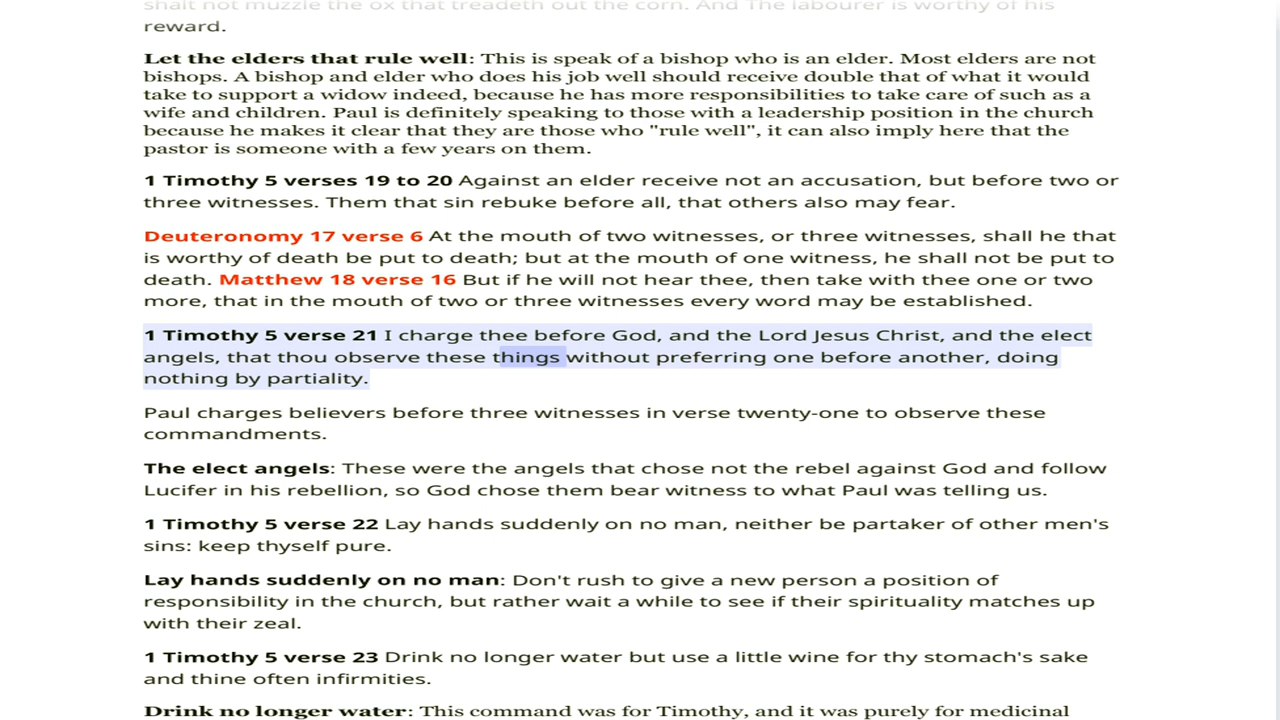 shalt not muzzle the ox that treadeth out the corn. And The labourer is worthy of his
reward.
Let the elders that rule well: This is speak of a bishop who is an elder. Most elders are not
bishops. A bishop and elder who does his job well should receive double that of what it would
take to support a widow indeed, because he has more responsibilities to take care of such as a
wife and children. Paul is definitely speaking to those with a leadership position in the church
because he makes it clear that they are those who "rule well", it can also imply here that the
pastor is someone with a few years on them.
1 Timothy 5 verses 19 to 20 Against an elder receive not an accusation, but before two or
three witnesses. Them that sin rebuke before all, that others also may fear.
Deuteronomy 17 verse 6 At the mouth of two witnesses, or three witnesses, shall he that
is worthy of death be put to death; but at the mouth of one witness, he shall not be put to
death. Matthew 18 verse 16 But if he will not hear thee, then take with thee one or two
more, that in the mouth of two or three witnesses every word may be established.
1 Timothy 5 verse 21 I charge thee before God, and the Lord Jesus Christ, and the elect
angels, that thou observe these things without preferring one before another, doing
nothing by partiality.
Paul charges believers before three witnesses in verse twenty-one to observe these
commandments.
The elect angels: These were the angels that chose not the rebel against God and follow
Lucifer in his rebellion, so God chose them bear witness to what Paul was telling us.
1 Timothy 5 verse 22 Lay hands suddenly on no man, neither be partaker of other men's
sins: keep thyself pure.
Lay hands suddenly on no man: Don't rush to give a new person a position of
responsibility in the church, but rather wait a while to see if their spirituality matches up
with their zeal.
1 Timothy 5 verse 23 Drink no longer water but use a little wine for thy stomach's sake
and thine often infirmities.
Drink no longer water: This command was for Timothy, and it was purely for medicinal